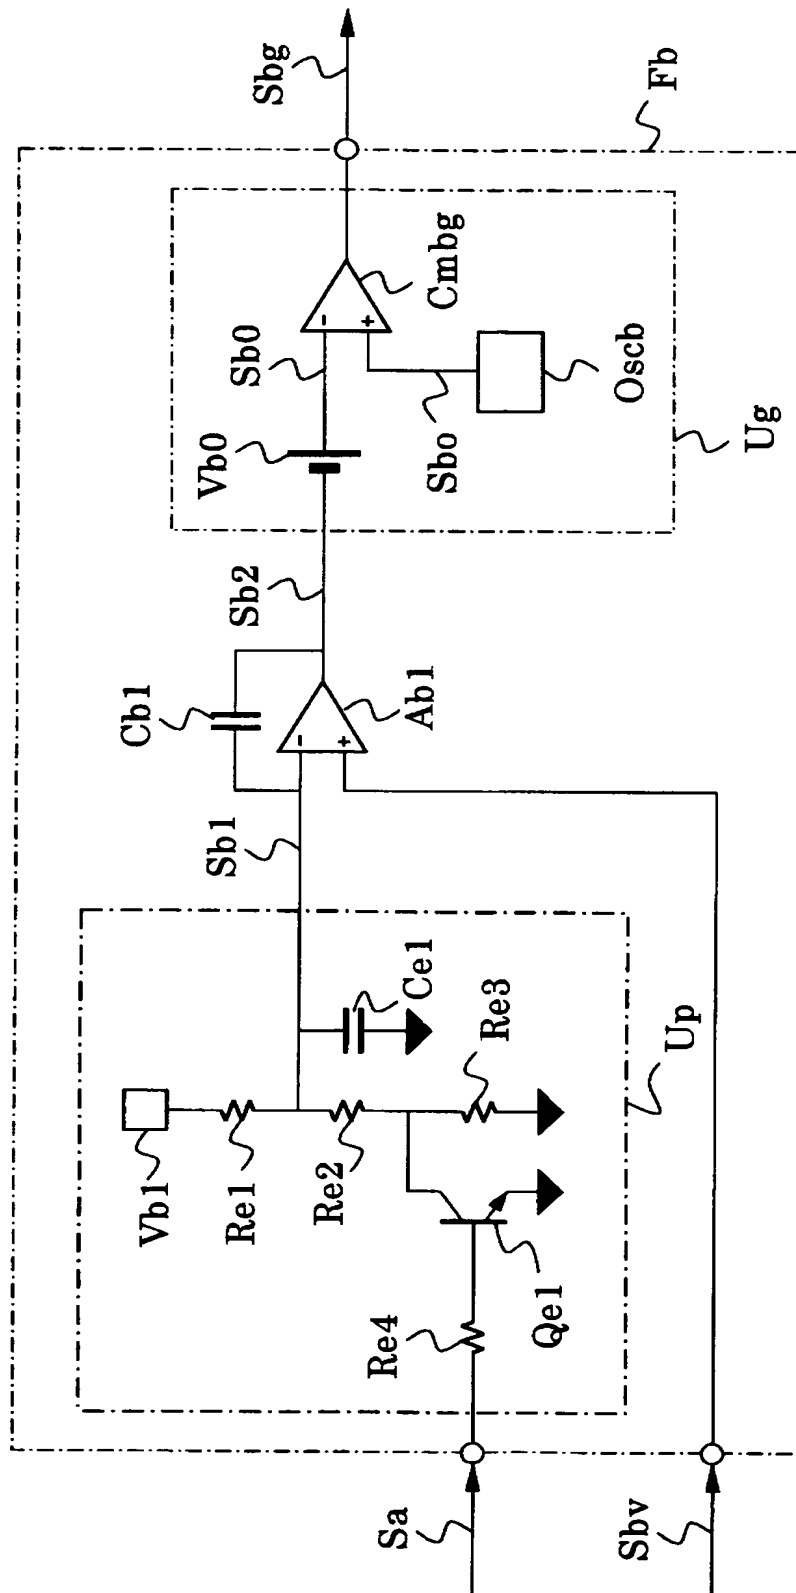 Sbg
Fb
Cmbg
Sb0
Vb0
Sbo
Oscb
Ug
-
+
Sb2
Cb1
Ab1
-
+
Sb1
Ce1
Re3
Up
Vb1
Re1
Re2
Qe1
Re4
Sa
Sbv